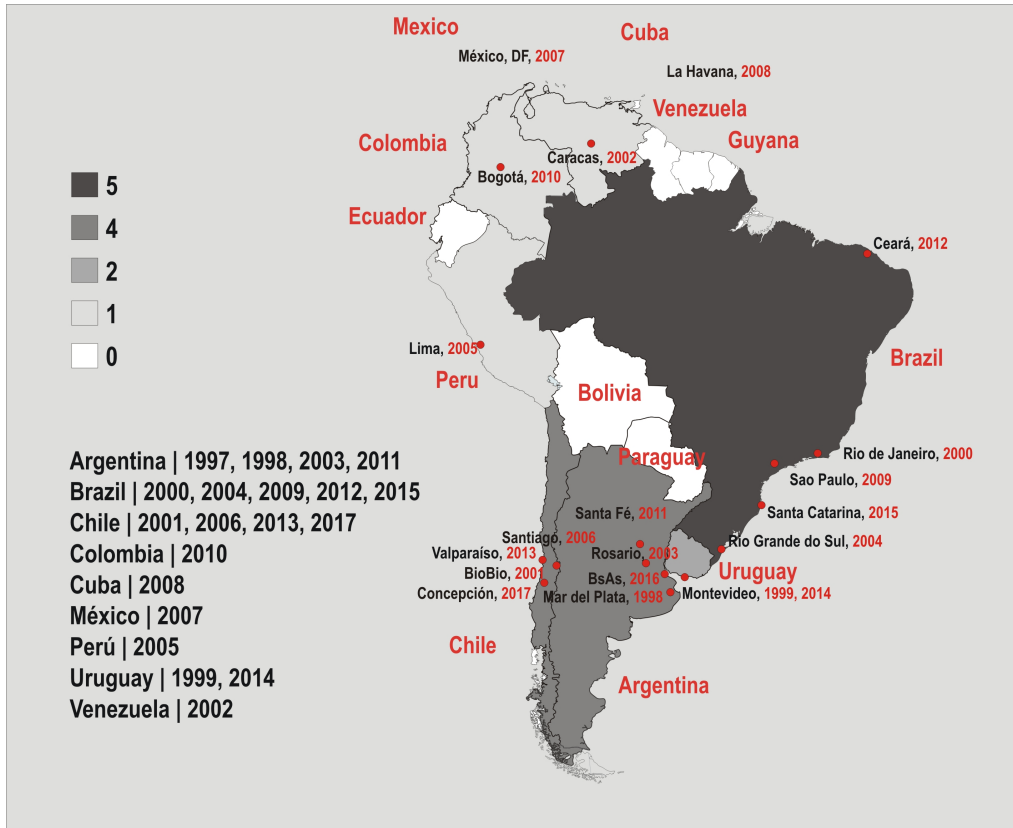 Mexico
Cuba
México, DF, 2007
La Havana, 2008
Venezuela
Colombia
Guyana
Caracas, 2002
Bogotá, 2010
5
4
2
1
0
Ecuador
Ceará, 2012
Lima, 2005
Peru
Brazil
Bolivia
Paraguay
Rio de Janeiro, 2000
Sao Paulo, 2009
Santa Catarina, 2015
Rio Grande do Sul, 2004
Santa Fé, 2011
Santiago, 2006
Valparaíso, 2013
Rosario, 2003
BioBio, 2001
BsAs, 2016
Uruguay
Concepción, 2017
Mar del Plata, 1998
Montevideo, 1999, 2014
Chile
Argentina
Argentina | 1997, 1998, 2003, 2011
Brazil | 2000, 2004, 2009, 2012, 2015
Chile | 2001, 2006, 2013, 2017
Colombia | 2010
Cuba | 2008
México | 2007
Perú | 2005
Uruguay | 1999, 2014
Venezuela | 2002